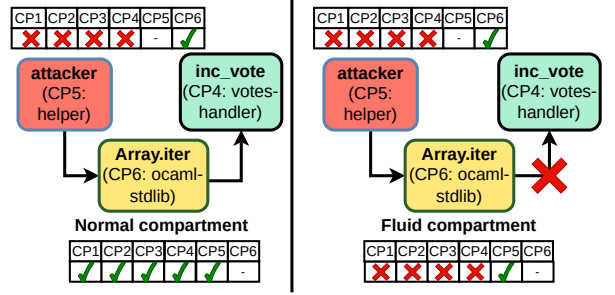 CP1 CP2 CP3 CP4 CP5 CP6
-
attacker
(CP5:
helper)
inc_vote
(CP4: votes-
handler)
Array.iter
(CP6: ocaml-
stdlib)
Normal compartment
CP1 CP2 CP3 CP4 CP5 CP6
-
CP1 CP2 CP3 CP4 CP5 CP6
-
attacker
(CP5:
helper)
inc_vote
(CP4: votes-
handler)
Array.iter
(CP6: ocaml-
stdlib)
Fluid compartment
CP1 CP2 CP3 CP4 CP5 CP6
-